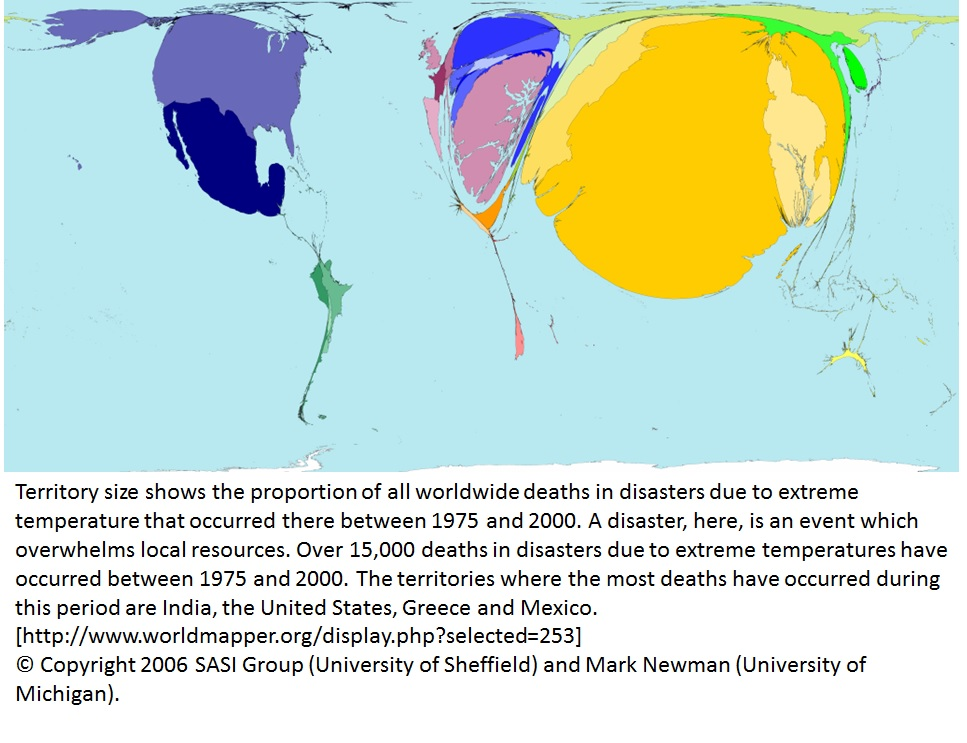 Territory size shows the proportion of all worldwide deaths in disasters due to extreme
temperature that occurred there between 1975 and 2000. A disaster, here, is an event which
overwhelms local resources. Over 15,000 deaths in disasters due to extreme temperatures have
occurred between 1975 and 2000. The territories where the most deaths have occurred during
this period are India, the United States, Greece and Mexico.
[http://www.worldmapper.org/display.php?selected=253]
© Copyright 2006 SASI Group (University of Sheffield) and Mark Newman (University of
Michigan).